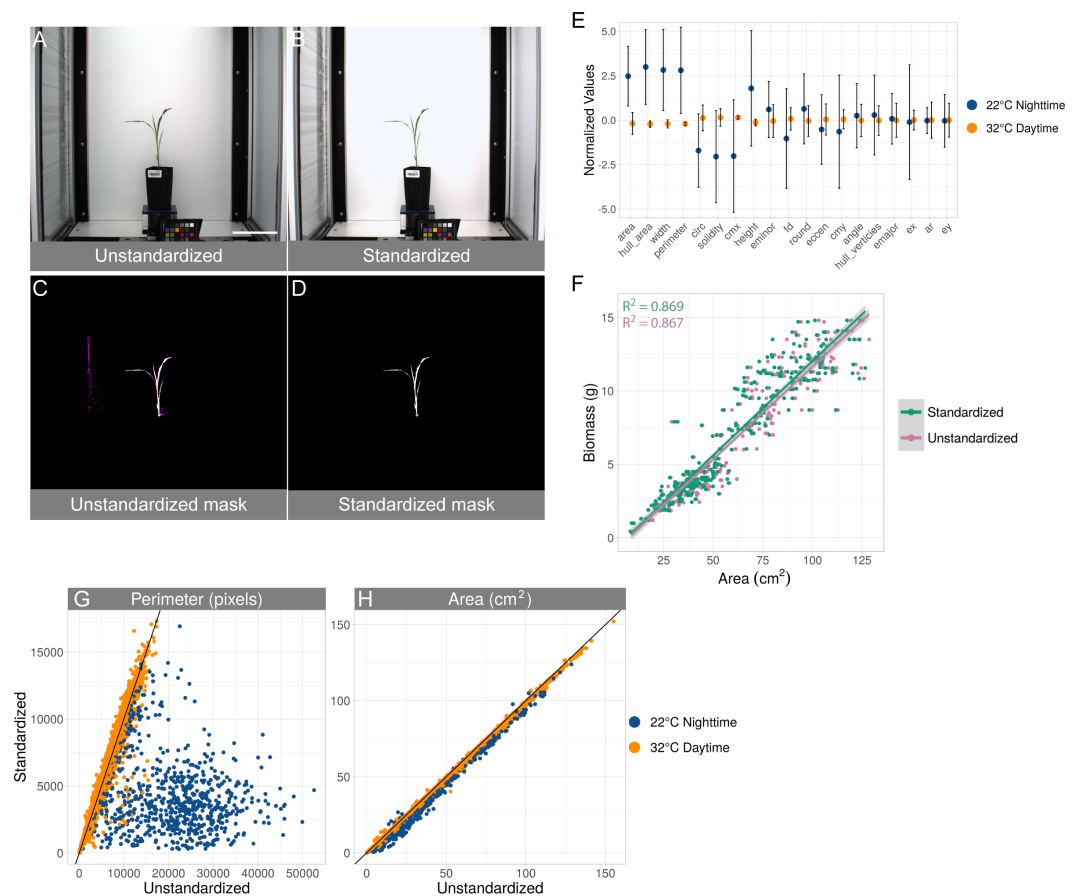 A
B
Unstandardized
Standardized
C
D
Unstandardized mask
Standardized mask
E
5.0
2.5
0.0
-2.5
-5.0
Normalized Values
area
hull_area
width
perimeter
circ
solidity
cmx
height
eminor
fd
round
eccen
cmy
angle
hull_verticies
emajor
ex
ar
ey
22°C Nighttime
32°C Daytime
F
R² = 0.869
R² = 0.867
15
10
5
0
Biomass (g)
25
50
75
100
125
Area (cm²)
Standardized
Unstandardized
G
Perimeter (pixels)
15000
10000
5000
0
Standardized
0
10000
20000
30000
40000
50000
Unstandardized
H
Area (cm²)
150
100
50
0
0
50
100
150
Unstandardized
22°C Nighttime
32°C Daytime